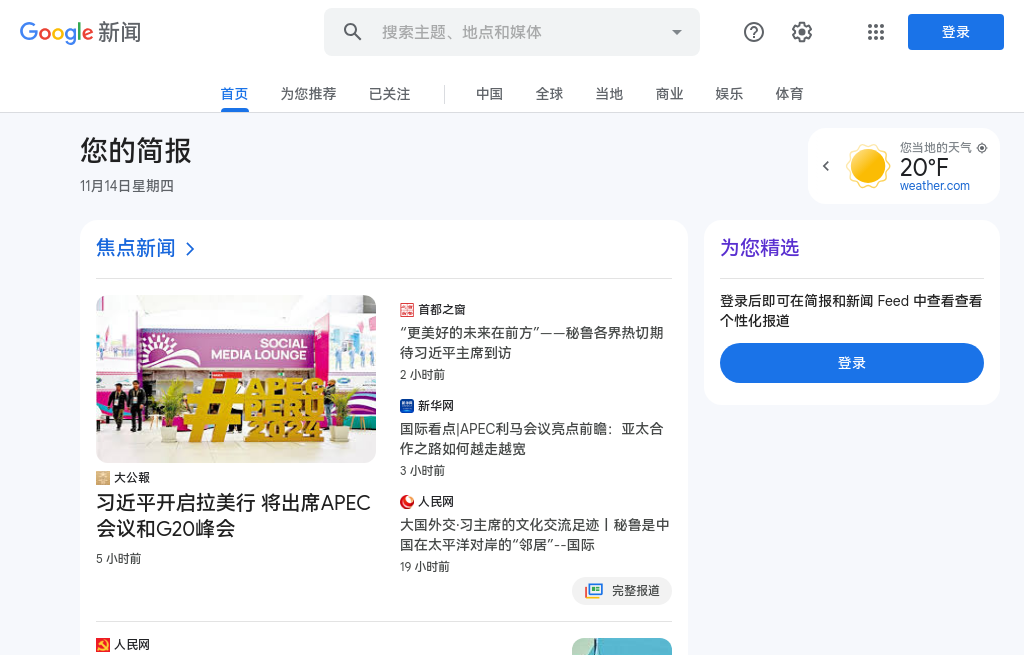 Google 新闻
搜索主题、地点和媒体
登录
首页 为您推荐 已关注 中国 全球 当地 商业 娱乐 体育
您的简报
11月14日星期四
您当地的天气
20°F
weather.com
焦点新闻
SOCIAL
MEDIA LOUNGE
#APEC
PERU
2024
大公報
习近平开启拉美行 将出席APEC
会议和G20峰会
5 小时前
首都之窗
“更美好的未来在前方”——秘鲁各界热切期
待习近平主席到访
2 小时前
新华网
国际看点|APEC利马会议亮点前瞻：亚太合
作之路如何越走越宽
3 小时前
人民网
大国外交·习主席的文化交流足迹丨秘鲁是中
国在太平洋对岸的“邻居”--国际
19 小时前
完整报道
人民网
为您精选
登录后即可在简报和新闻 Feed 中查看查看
个性化报道
登录